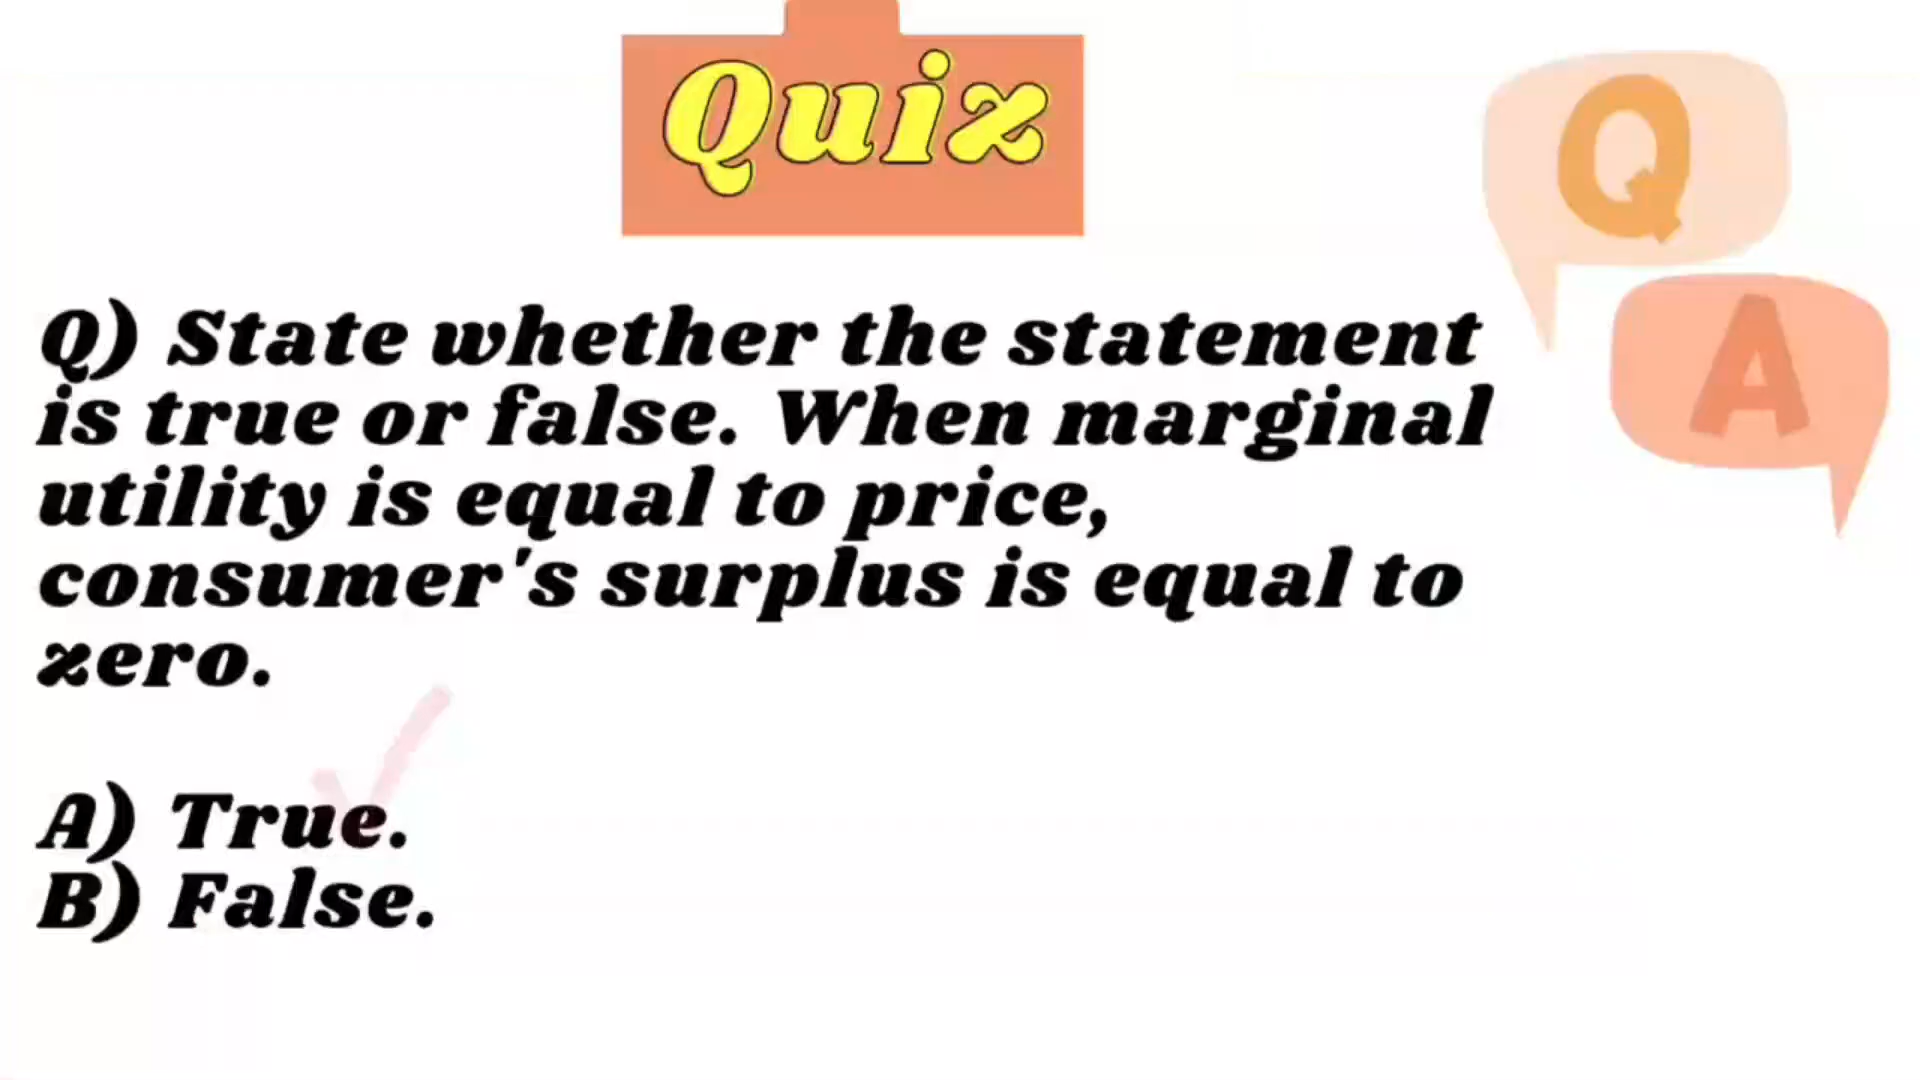 Quiz
Q
A
Q) State whether the statement
is true or false. When marginal
utility is equal to price,
consumer's surplus is equal to
zero.
A) True.
B) False.